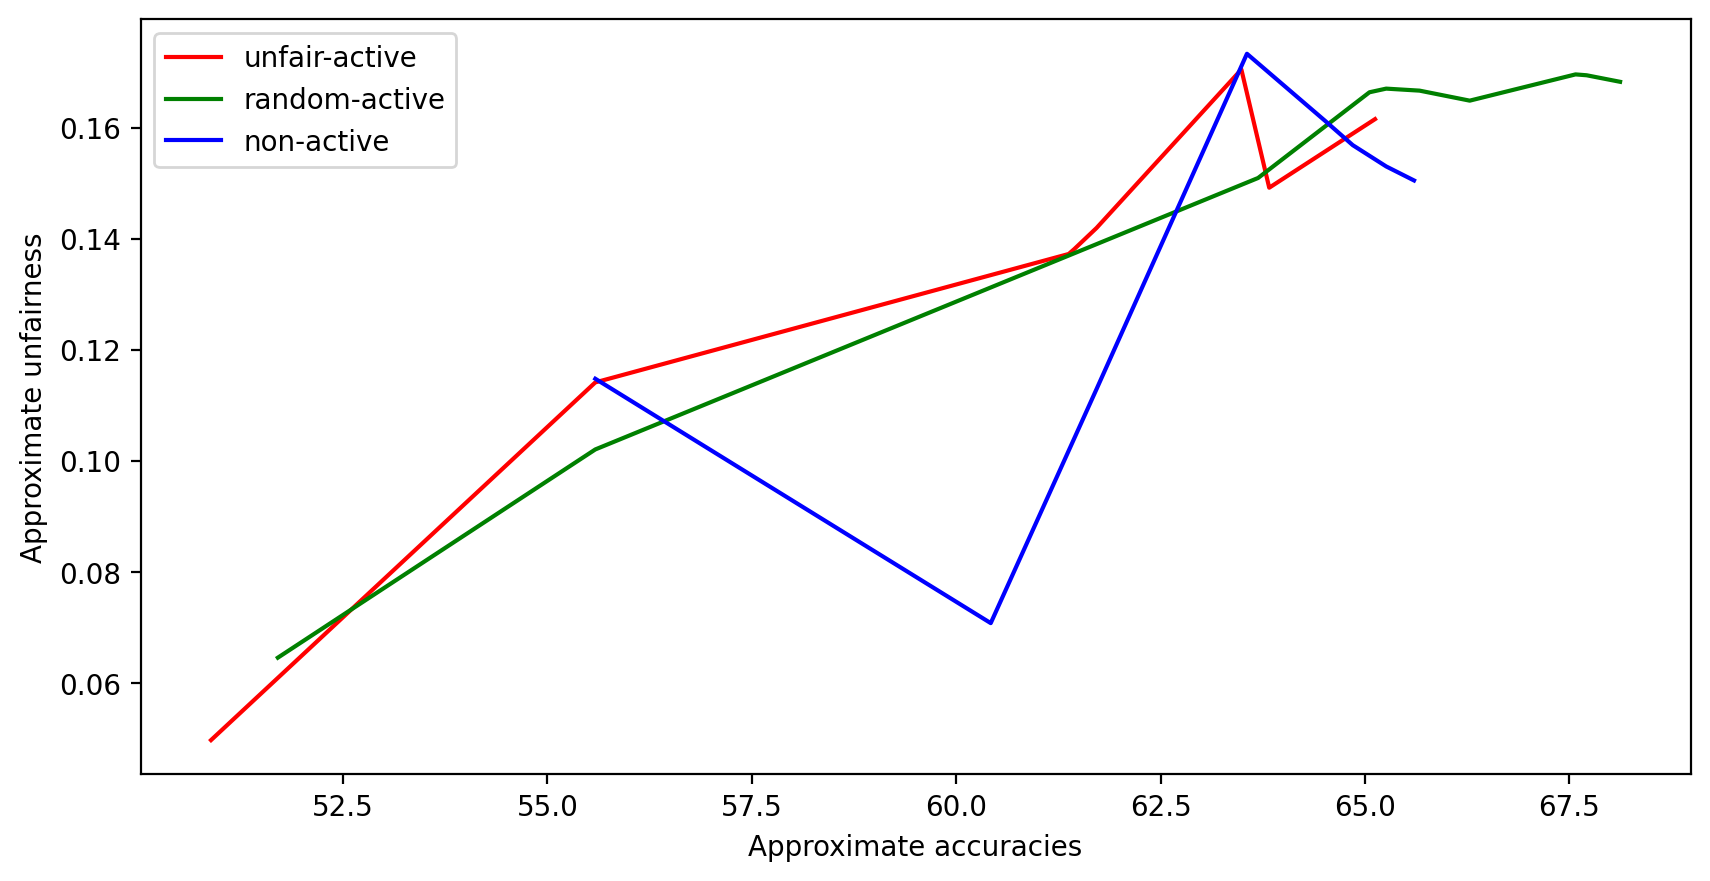 unfair-active
random-active
non-active
0.16
0.14
0.12
0.10
0.08
0.06
Approximate unfairness
52.5 55.0 57.5 60.0 62.5 65.0 67.5
Approximate accuracies